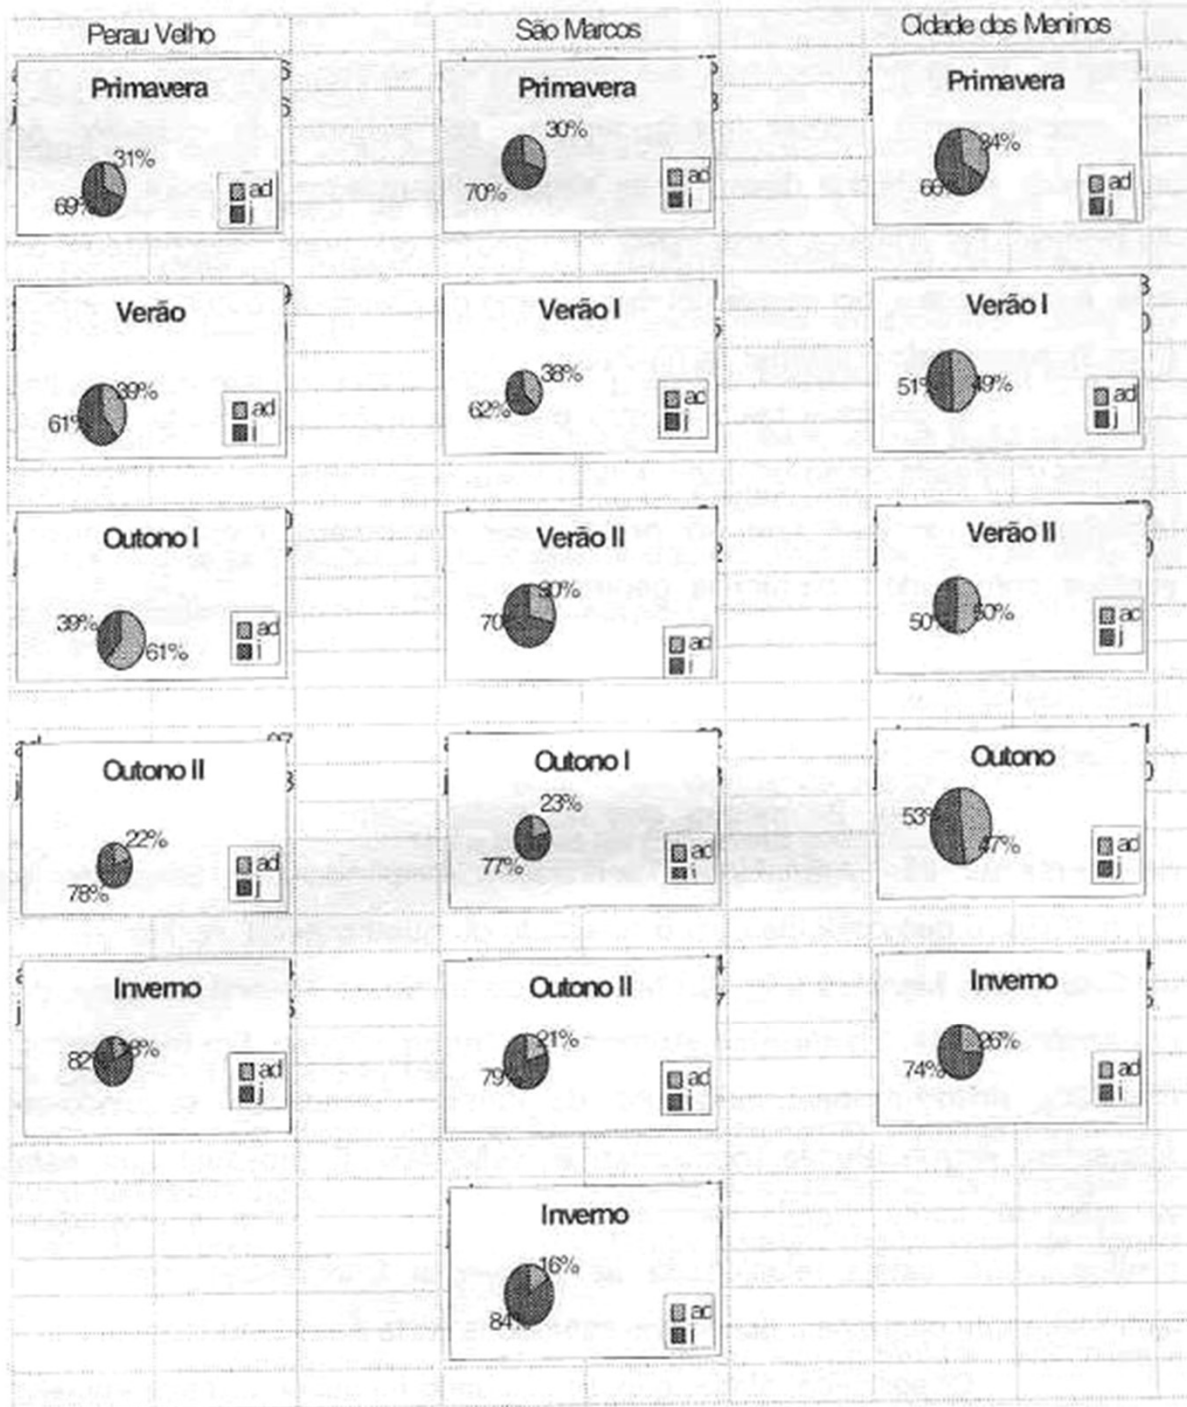 Perau Velho
São Marcos
Cidade dos Meninos
Primavera
31%
69%
ad
j
Primavera
30%
70%
ad
j
Primavera
34%
66%
ad
j
Verão
39%
61%
ad
j
Verão I
38%
62%
ad
j
Verão I
51%
49%
ad
j
Outono I
39%
61%
ad
j
Verão II
30%
70%
ad
j
Verão II
50%
50%
ad
j
ad
Outono II
22%
78%
ad
j
Outono I
23%
77%
ad
j
Outono
53%
47%
ad
j
Inverno
82%
18%
ad
j
Outono II
21%
79%
ad
j
Inverno
26%
74%
ad
j
Inverno
16%
84%
ad
j